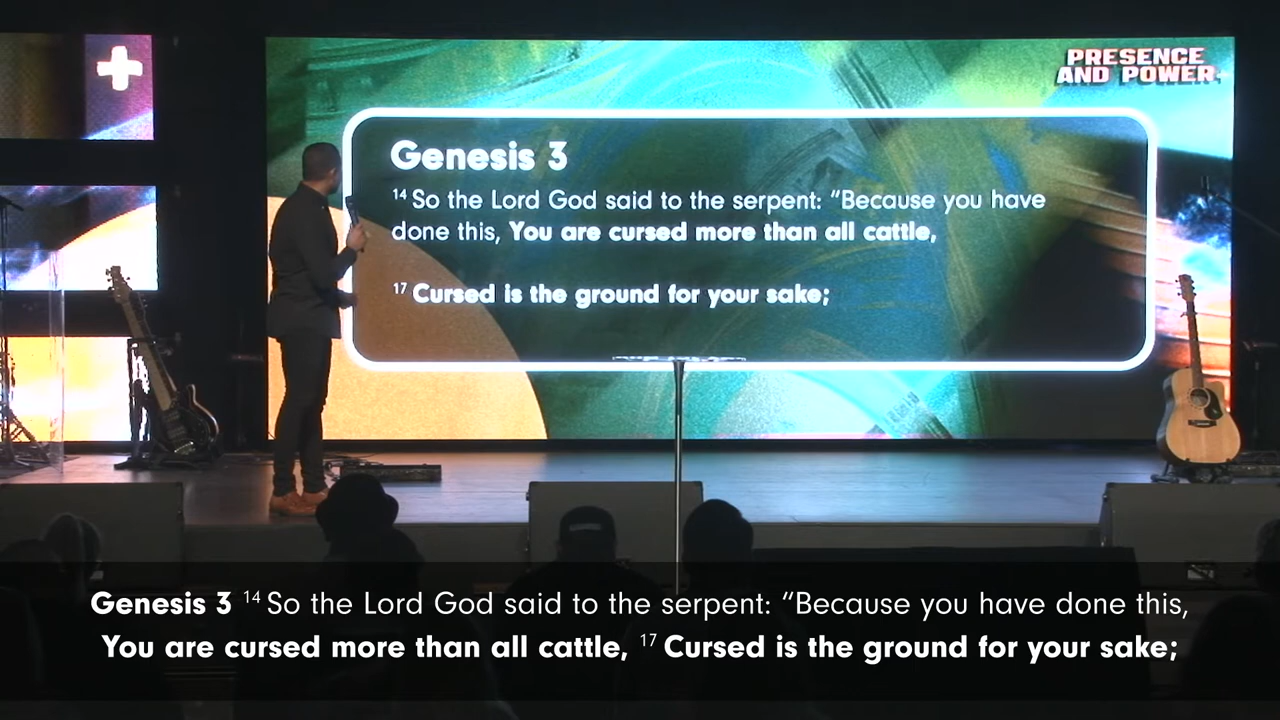 PRESENCE
AND POWER
Genesis 3
14 So the Lord God said to the serpent: “Because you have
done this, You are cursed more than all cattle,
17 Cursed is the ground for your sake;
Genesis 3 14 So the Lord God said to the serpent: “Because you have done this,
You are cursed more than all cattle, 17 Cursed is the ground for your sake;